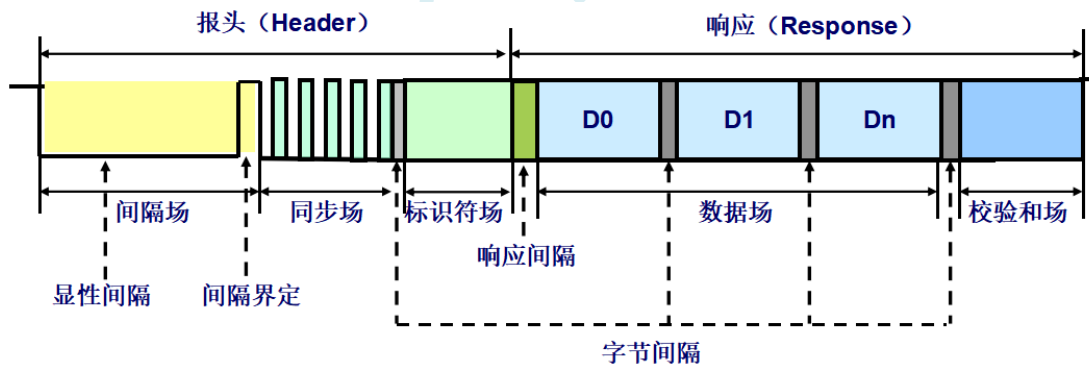 报头（Header）
响应（Response）
D0
D1
Dn
间隔场
同步场
标识符场
数据场
校验和场
响应间隔
显性间隔
间隔界定
字节间隔